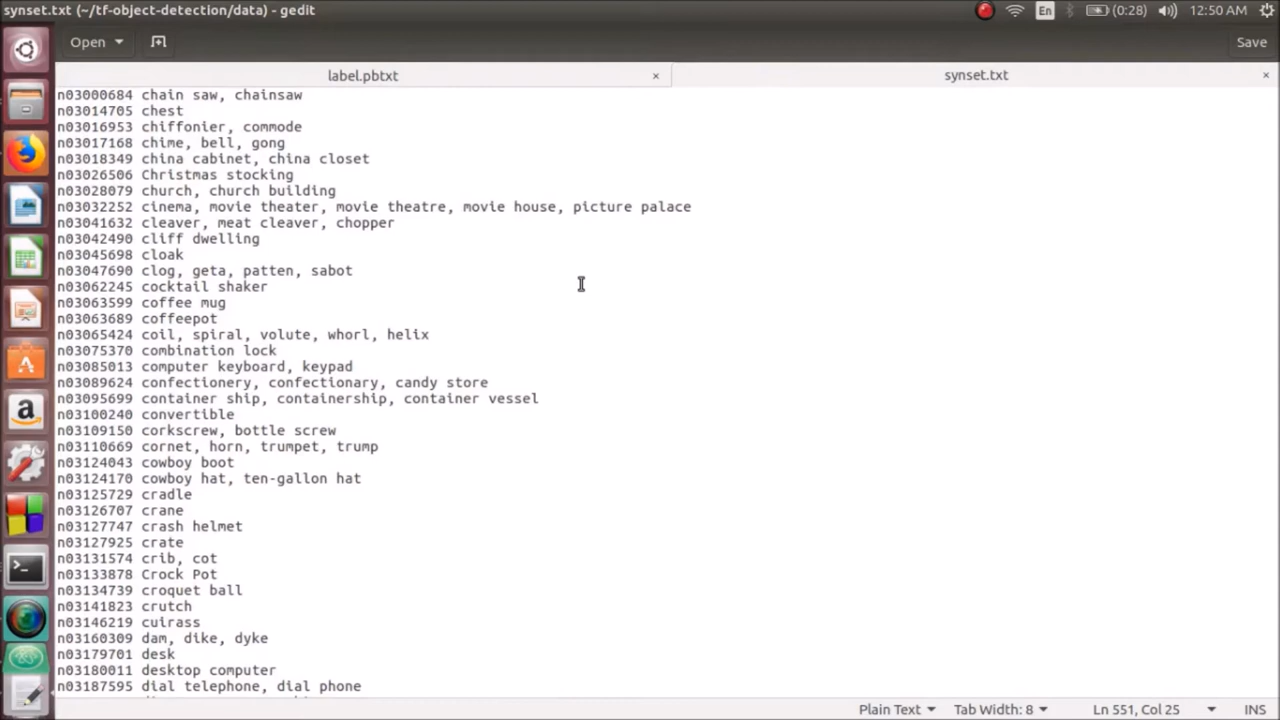 synset.txt (~/tf-object-detection/data) - gedit
En (0:28) 12:50 AM
Open Save
label.pbtxt × synset.txt ×
n03000684 chain saw, chainsaw
n03014705 chest
n03016953 chiffonier, commode
n03017168 chime, bell, gong
n03018349 china cabinet, china closet
n03026506 Christmas stocking
n03028079 church, church building
n03032252 cinema, movie theater, movie theatre, movie house, picture palace
n03041632 cleaver, meat cleaver, chopper
n03042490 cliff dwelling
n03045698 cloak
n03047690 clog, geta, patten, sabot
n03062245 cocktail shaker
n03063599 coffee mug
n03063689 coffeepot
n03065424 coil, spiral, volute, whorl, helix
n03075370 combination lock
n03085013 computer keyboard, keypad
n03089624 confectionery, confectionary, candy store
n03095699 container ship, containership, container vessel
n03100240 convertible
n03109150 corkscrew, bottle screw
n03110669 cornet, horn, trumpet, trump
n03124043 cowboy boot
n03124170 cowboy hat, ten-gallon hat
n03125729 cradle
n03126707 crane
n03127747 crash helmet
n03127925 crate
n03131574 crib, cot
n03133878 Crock Pot
n03134739 croquet ball
n03141823 crutch
n03146219 cuirass
n03160309 dam, dike, dyke
n03179701 desk
n03180011 desktop computer
n03187595 dial telephone, dial phone
Plain Text Tab Width: 8 Ln 551, Col 25 INS